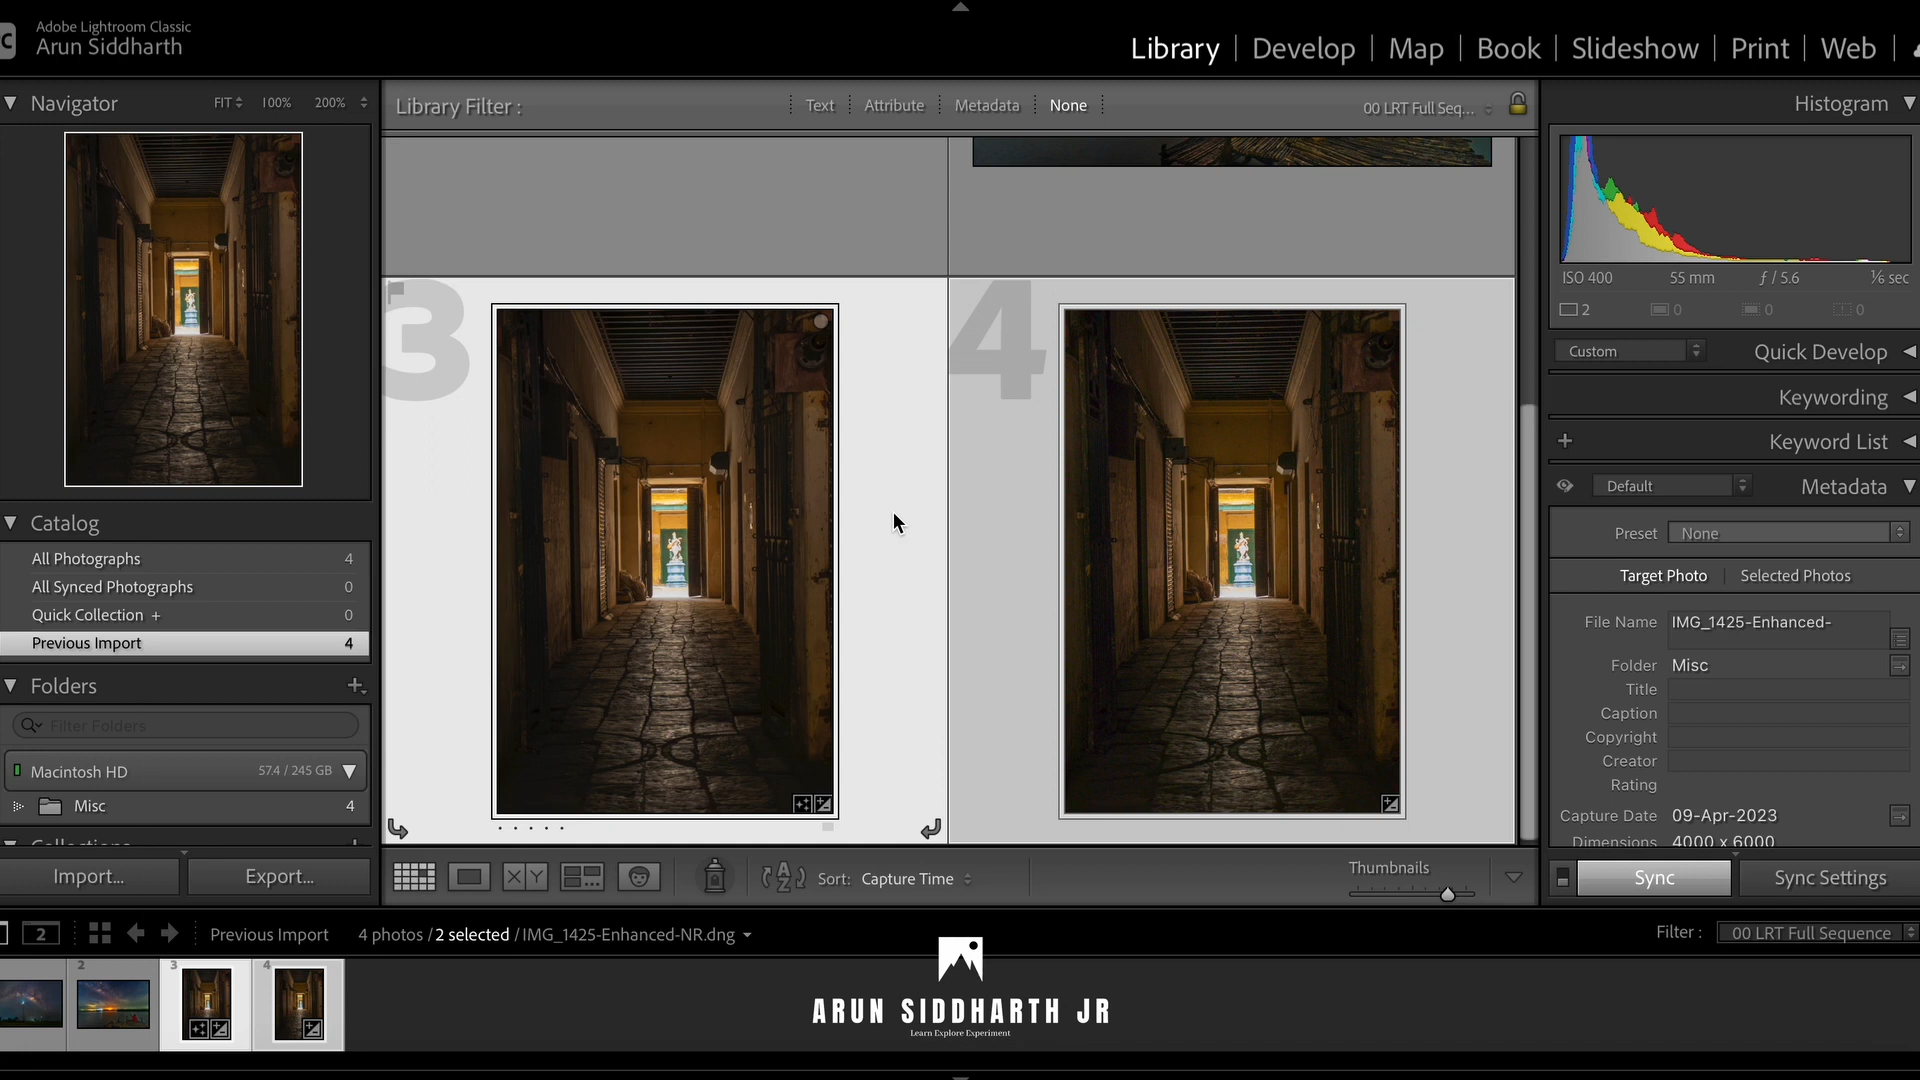 Adobe Lightroom Classic
Arun Siddharth
Library | Develop | Map | Book | Slideshow | Print | Web |
Navigator FIT 100% 200%
Library Filter : Text Attribute Metadata None 00 LRT Full Seq...
Histogram
ISO 400 55 mm ƒ / 5.6 ⅙ sec
2 0 0 0
3
4
Custom Quick Develop
Keywording
+ Keyword List
Default Metadata
Preset None
Target Photo | Selected Photos
File Name IMG_1425-Enhanced-
Folder Misc
Title
Caption
Copyright
Creator
Rating
Capture Date 09-Apr-2023
Dimensions 4000 x 6000
Catalog
All Photographs 4
All Synced Photographs 0
Quick Collection + 0
Previous Import 4
Folders +
Filter Folders
Macintosh HD 57.4 / 245 GB
Misc 4
Collections
Import... Export...
X Y
Sort: Capture Time
Thumbnails
Sync Sync Settings
2 Previous Import 4 photos / 2 selected / IMG_1425-Enhanced-NR.dng
Filter : 00 LRT Full Sequence
2 3 4
ARUN SIDDHARTH JR
Learn Explore Experiment